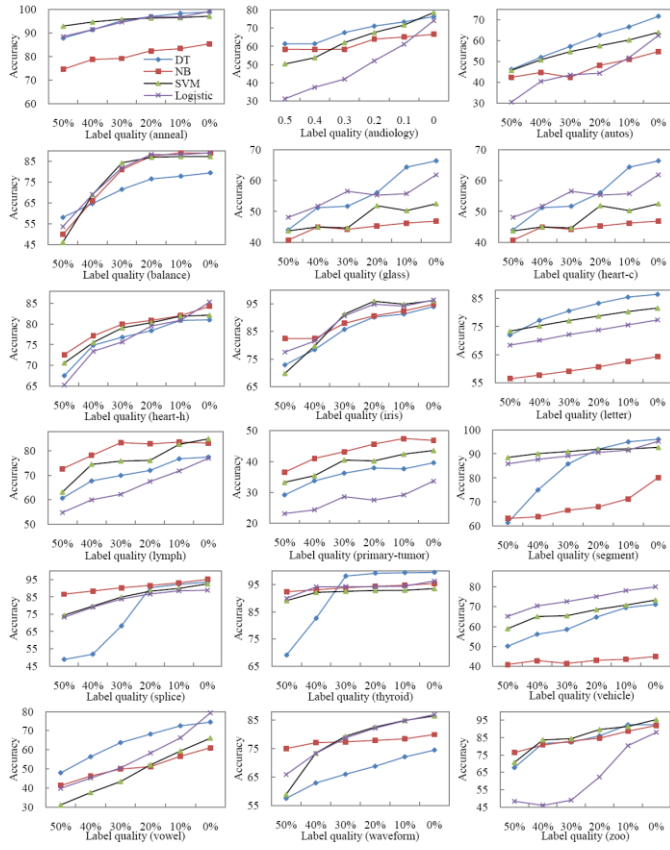 100
90
80
70
60
Accuracy
DT
NB
SVM
Logistic
50% 40% 30% 20% 10% 0%
Label quality (anneal)
80
70
60
50
40
30
Accuracy
0.5 0.4 0.3 0.2 0.1 0
Label quality (audiology)
70
60
50
40
30
Accuracy
50% 40% 30% 20% 10% 0%
Label quality (autos)
85
75
65
55
45
Accuracy
50% 40% 30% 20% 10% 0%
Label quality (balance)
70
60
50
40
Accuracy
50% 40% 30% 20% 10% 0%
Label quality (glass)
70
60
50
40
Accuracy
50% 40% 30% 20% 10% 0%
Label quality (heart-c)
85
80
75
70
65
Accuracy
50% 40% 30% 20% 10% 0%
Label quality (heart-h)
95
85
75
65
Accuracy
50% 40% 30% 20% 10% 0%
Label quality (iris)
85
75
65
55
Accuracy
50% 40% 30% 20% 10% 0%
Label quality (letter)
80
70
60
50
Accuracy
50% 40% 30% 20% 10% 0%
Label quality (lymph)
50
40
30
20
Accuracy
50% 40% 30% 20% 10% 0%
Label quality (primary-tumor)
100
90
80
70
60
Accuracy
50% 40% 30% 20% 10% 0%
Label quality (segment)
95
85
75
65
55
45
Accuracy
50% 40% 30% 20% 10% 0%
Label quality (splice)
95
85
75
65
Accuracy
50% 40% 30% 20% 10% 0%
Label quality (thyroid)
80
70
60
50
40
Accuracy
50% 40% 30% 20% 10% 0%
Label quality (vehicle)
80
70
60
50
40
30
Accuracy
50% 40% 30% 20% 10% 0%
Label quality (vowel)
85
75
65
55
Accuracy
50% 40% 30% 20% 10% 0%
Label quality (waveform)
95
85
75
65
55
45
Accuracy
50% 40% 30% 20% 10% 0%
Label quality (zoo)